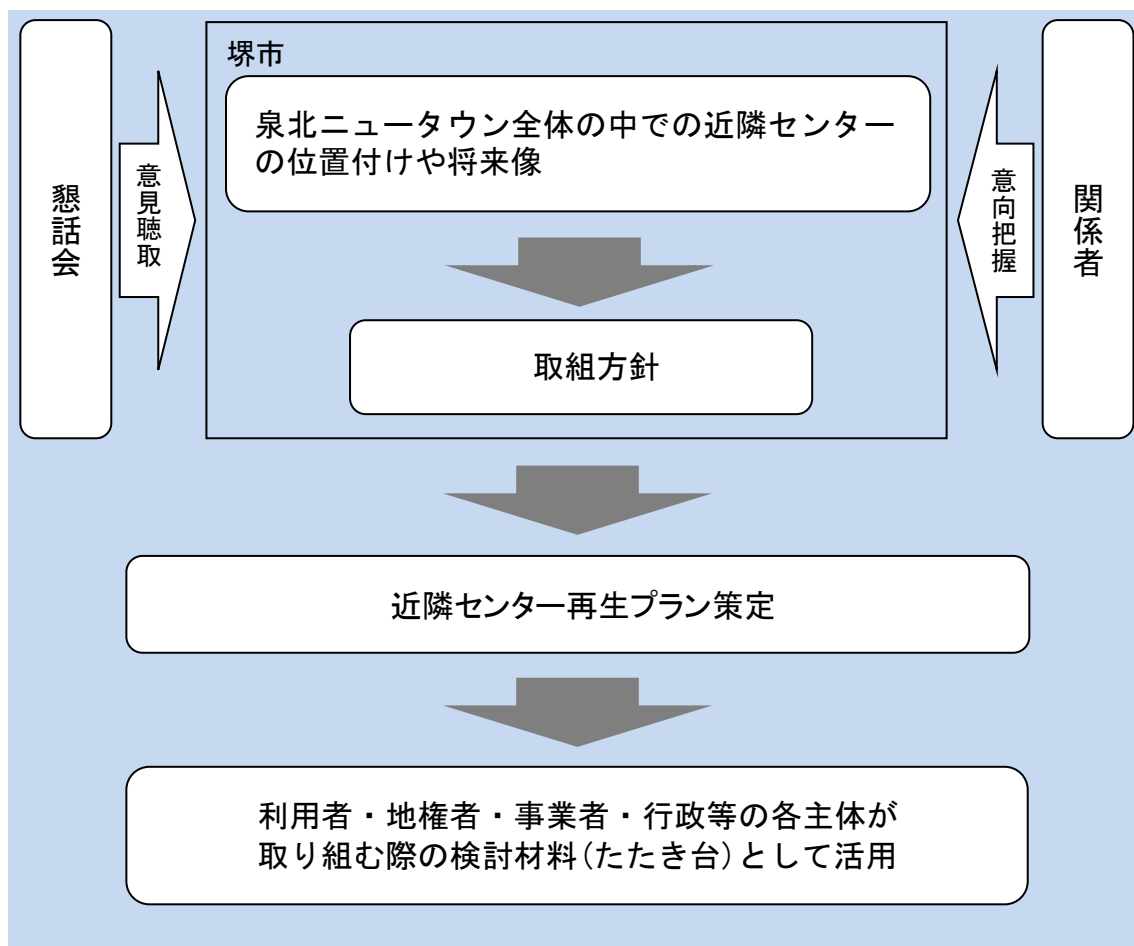 堺市
泉北ニュータウン全体の中での近隣センター
の位置付けや将来像
懇話会
意見聴取
意向把握
関係者
取組方針
近隣センター再生プラン策定
利用者・地権者・事業者・行政等の各主体が
取り組む際の検討材料(たたき台)として活用